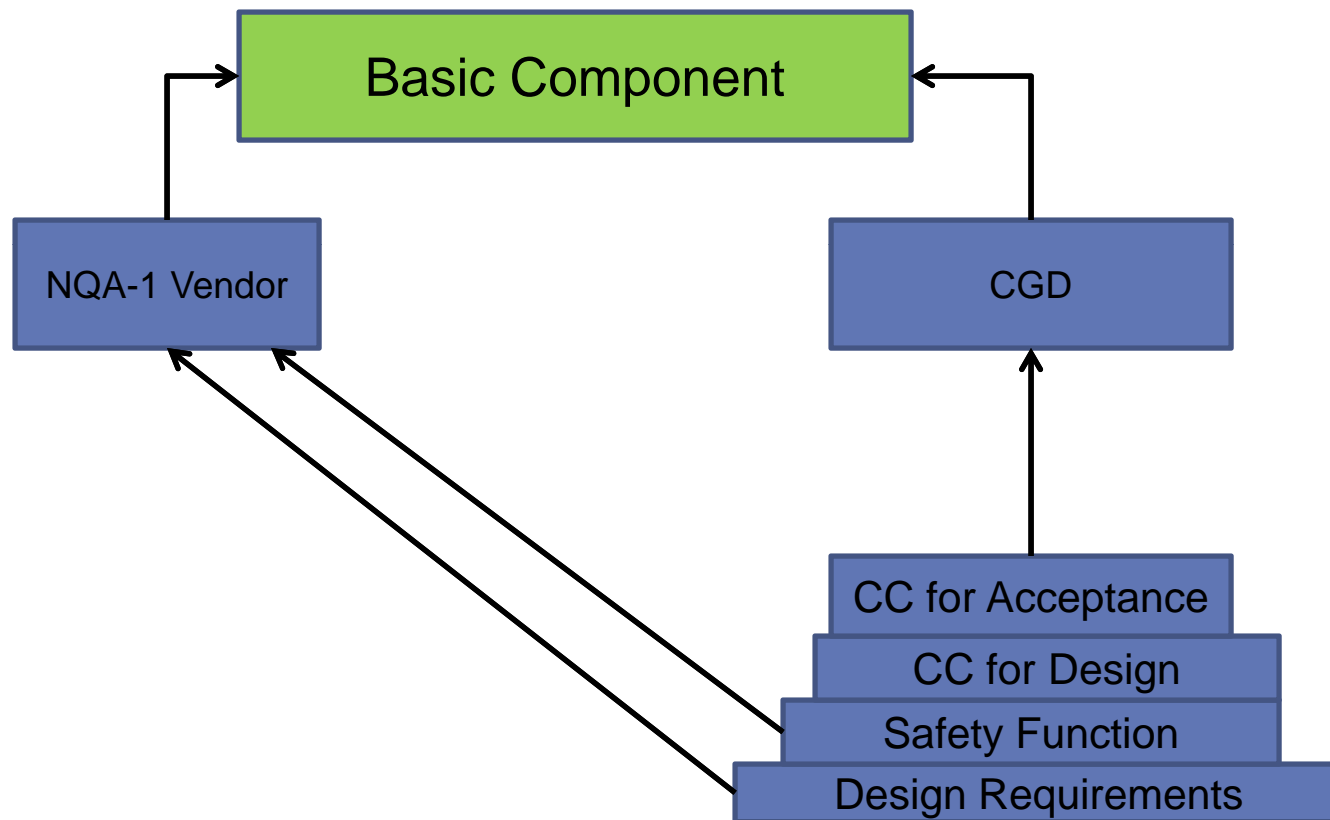 Basic Component
NQA-1 Vendor
CGD
CC for Acceptance
CC for Design
Safety Function
Design Requirements